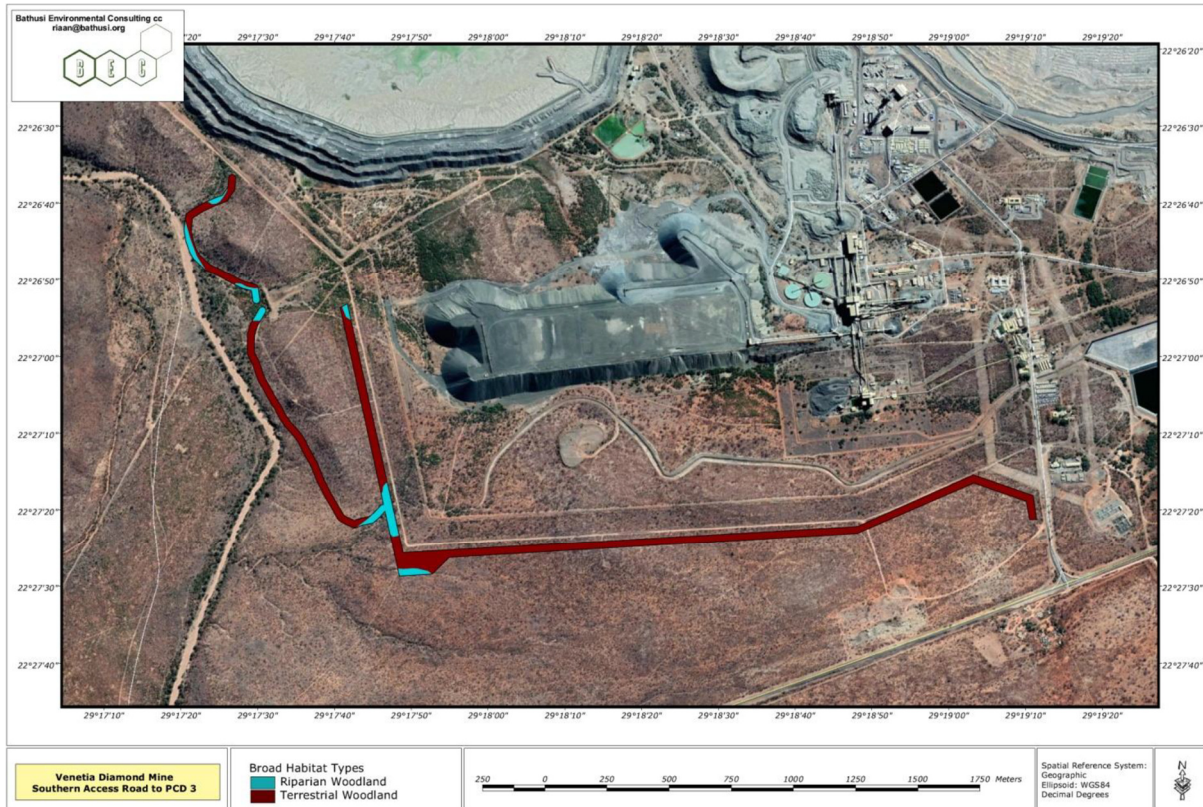 Bathusi Environmental Consulting cc
riaan@bathusi.org
B E C
29°17'20" 29°17'30" 29°17'40" 29°17'50" 29°18'00" 29°18'10" 29°18'20" 29°18'30" 29°18'40" 29°18'50" 29°19'00" 29°19'10" 29°19'20"
22°26'20"
22°26'30" 22°26'30"
22°26'40" 22°26'40"
22°26'50" 22°26'50"
22°27'00" 22°27'00"
22°27'10" 22°27'10"
22°27'20" 22°27'20"
22°27'30" 22°27'30"
22°27'40" 22°27'40"
29°17'10" 29°17'20" 29°17'30" 29°17'40" 29°17'50" 29°18'00" 29°18'10" 29°18'20" 29°18'30" 29°18'40" 29°18'50" 29°19'00" 29°19'10" 29°19'20"
Venetia Diamond Mine
Southern Access Road to PCD 3
Broad Habitat Types
Riparian Woodland
Terrestrial Woodland
250 0 250 500 750 1000 1250 1500 1750 Meters
Spatial Reference System:
Geographic
Ellipsoid: WGS84
Decimal Degrees
N